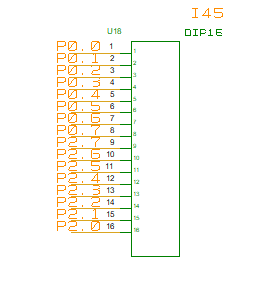 I45
U18 DIP16
P0.0 1 1
P0.1 2 2
P0.2 3 3
P0.3 4 4
P0.4 5 5
P0.5 6 6
P0.6 7 7
P0.7 8 8
P2.7 9 9
P2.6 10 10
P2.5 11 11
P2.4 12 12
P2.3 13 13
P2.2 14 14
P2.1 15 15
P2.0 16 16